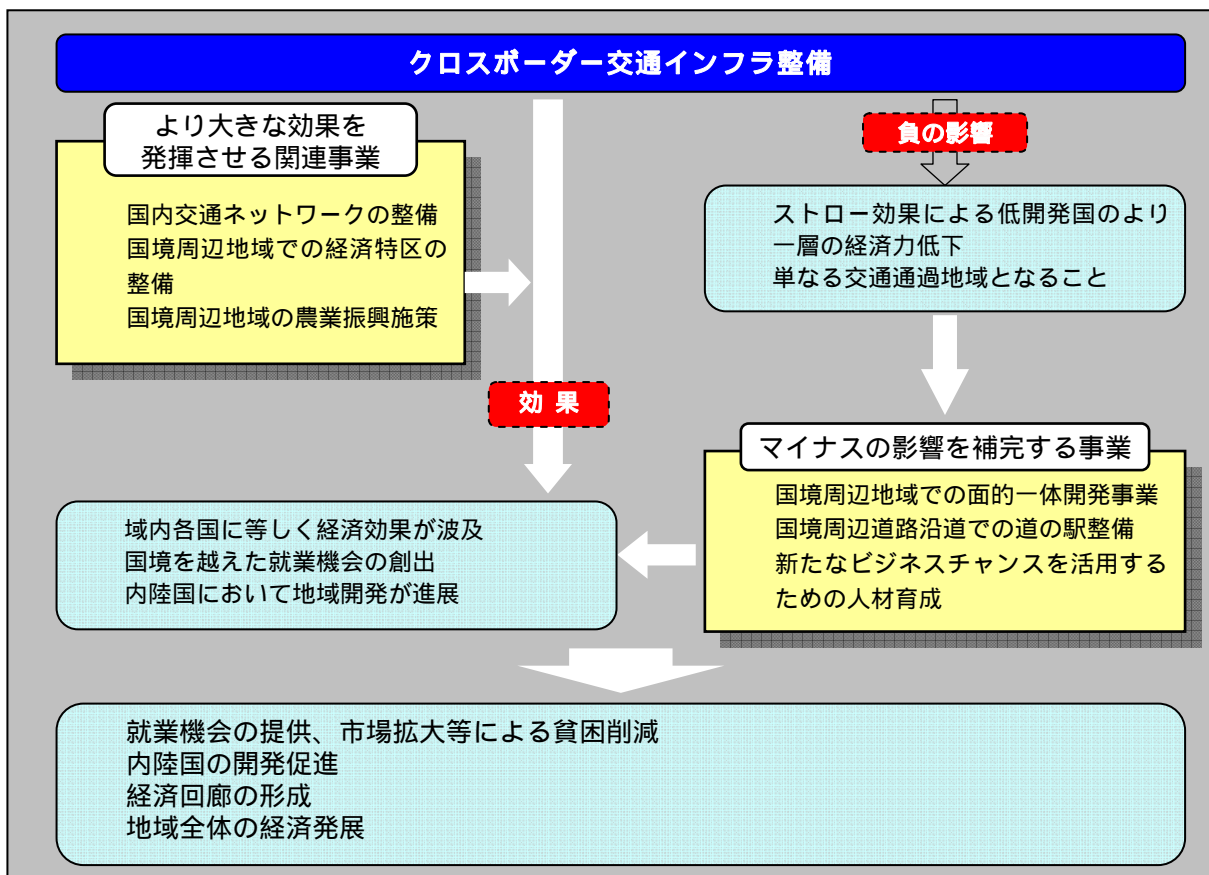 クロスボーダー交通インフラ整備
より大きな効果を
発揮させる関連事業
国内交通ネットワークの整備
国境周辺地域での経済特区の
整備
国境周辺地域の農業振興施策
負の影響
ストロー効果による低開発国のより
一層の経済力低下
単なる交通通過地域となること
効 果
マイナスの影響を補完する事業
国境周辺地域での面的一体開発事業
国境周辺道路沿道での道の駅整備
新たなビジネスチャンスを活用する
ための人材育成
域内各国に等しく経済効果が波及
国境を越えた就業機会の創出
内陸国において地域開発が進展
就業機会の提供、市場拡大等による貧困削減
内陸国の開発促進
経済回廊の形成
地域全体の経済発展